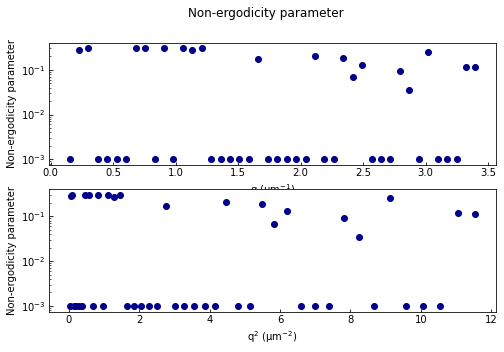 Non-ergodicity parameter
Non-ergodicity parameter
10⁻¹
10⁻²
10⁻³
0.0 0.5 1.0 1.5 2.0 2.5 3.0 3.5
q (μm⁻¹)
Non-ergodicity parameter
10⁻¹
10⁻²
10⁻³
0 2 4 6 8 10 12
q² (μm⁻²)